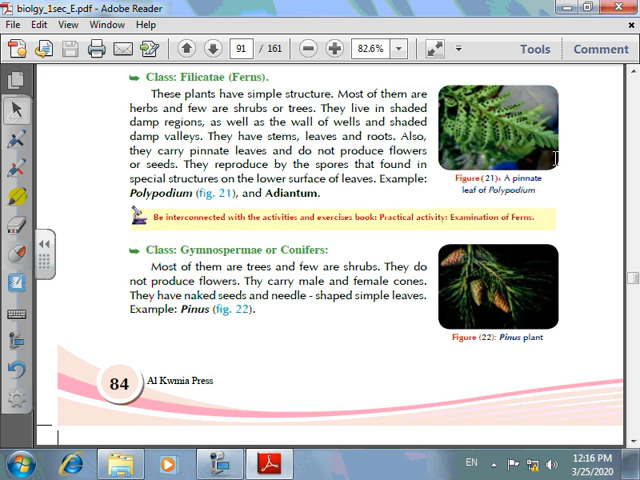 biolgy_1sec_E.pdf - Adobe Reader
File Edit View Window Help
91 / 161 82.6% Tools Comment
Class: Filicatae (Ferns).
These plants have simple structure. Most of them are
herbs and few are shrubs or trees. They live in shaded
damp regions, as well as the wall of wells and shaded
damp valleys. They have stems, leaves and roots. Also,
they carry pinnate leaves and do not produce flowers
or seeds. They reproduce by the spores that found in
special structures on the lower surface of leaves. Example:
Polypodium (fig. 21), and Adiantum.
Figure(21): A pinnate
leaf of Polypodium
Be interconnected with the activities and exercises book: Practical activity: Examination of Ferns.
Class: Gymnospermae or Conifers:
Most of them are trees and few are shrubs. They do
not produce flowers. Thy carry male and female cones.
They have naked seeds and needle - shaped simple leaves.
Example: Pinus (fig. 22).
Figure (22): Pinus plant
84 Al Kwmia Press
EN 12:16 PM
3/25/2020